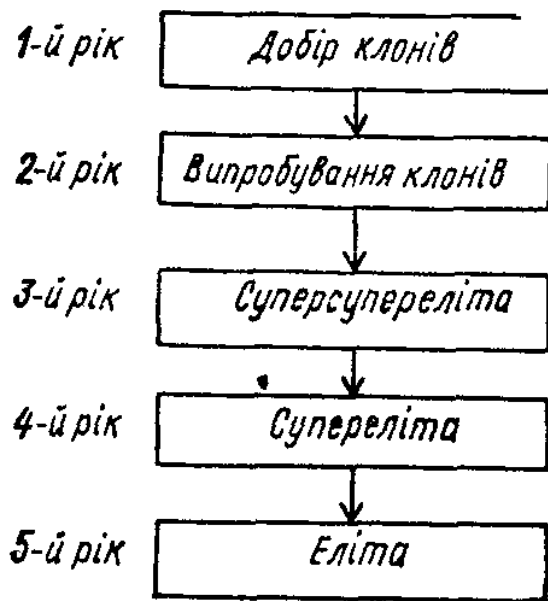 1-й рік Добір клонів
2-й рік Випробування клонів
3-й рік Суперсупереліта
4-й рік Супереліта
5-й рік Еліта